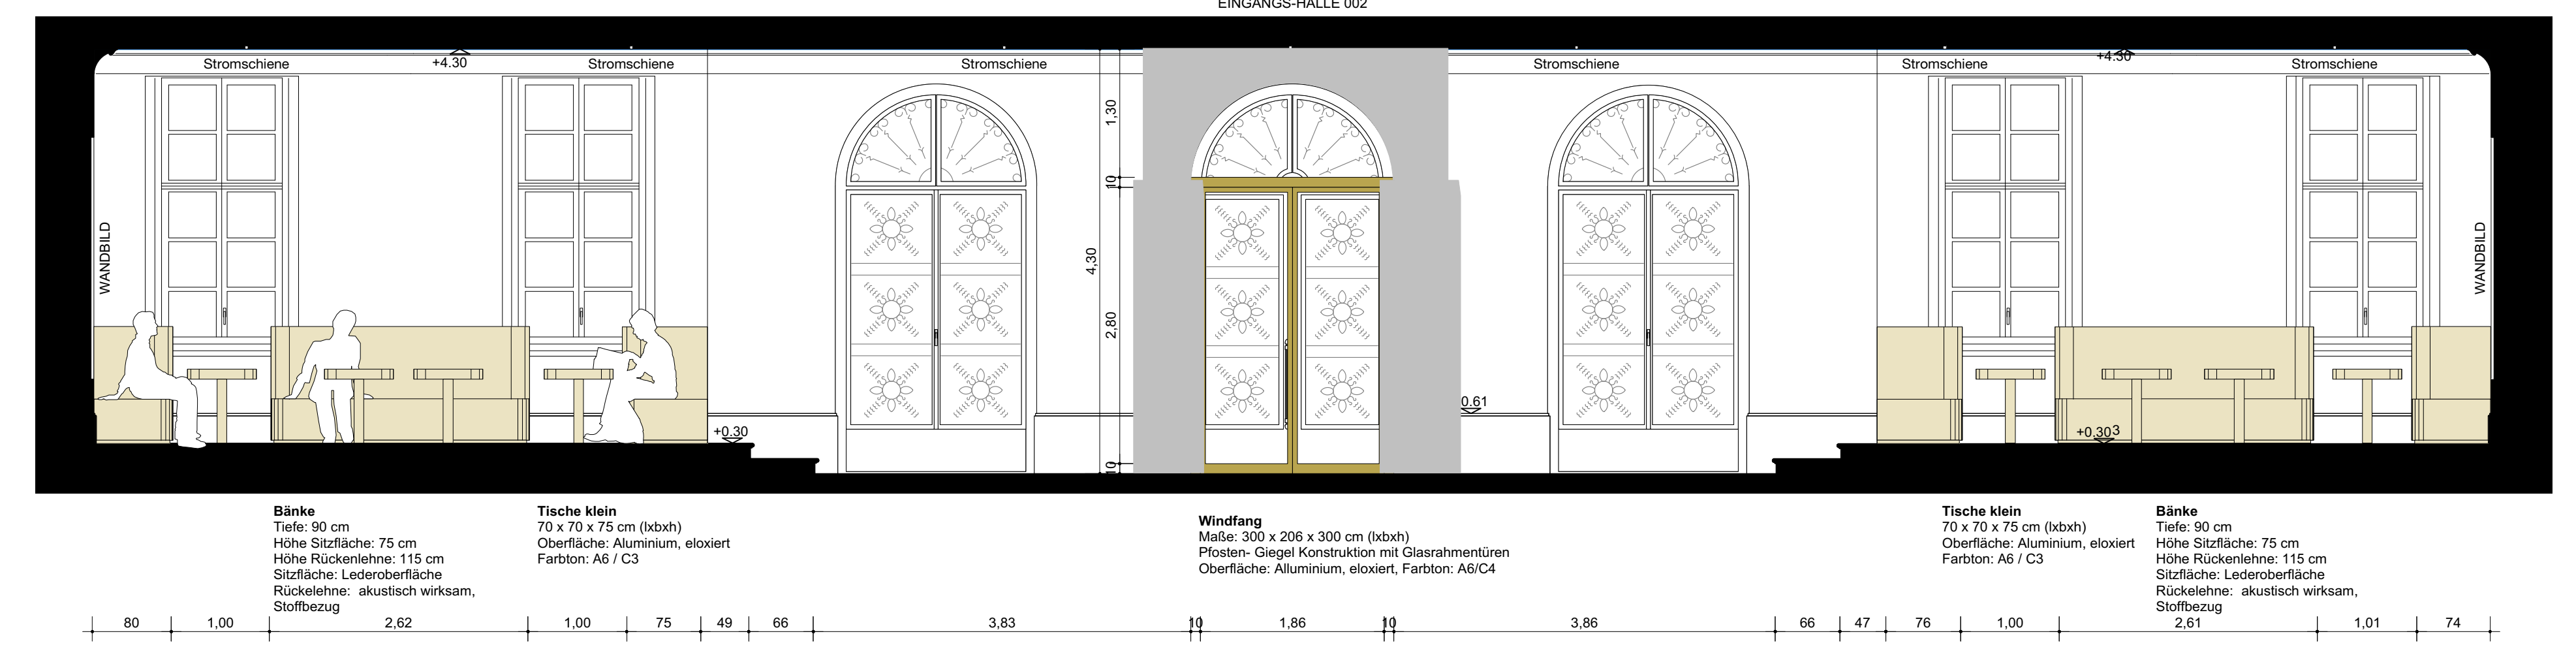 EINGANGS-HALLE 002
Stromschiene
+4.30
Stromschiene
Stromschiene
Stromschiene
Stromschiene
+4.30
Stromschiene
1,30
10
4,30
2,80
10
WANDBILD
WANDBILD
+0.30
0.61
+0.303
Bänke
Tiefe: 90 cm
Höhe Sitzfläche: 75 cm
Höhe Rückenlehne: 115 cm
Sitzfläche: Lederoberfläche
Rückelehne:  akustisch wirksam,
Stoffbezug
Tische klein
70 x 70 x 75 cm (lxbxh)
Oberfläche: Aluminium, eloxiert
Farbton: A6 / C3
Windfang
Maße: 300 x 206 x 300 cm (lxbxh)
Pfosten- Giegel Konstruktion mit Glasrahmentüren
Oberfläche: Alluminium, eloxiert, Farbton: A6/C4
Tische klein
70 x 70 x 75 cm (lxbxh)
Oberfläche: Aluminium, eloxiert
Farbton: A6 / C3
Bänke
Tiefe: 90 cm
Höhe Sitzfläche: 75 cm
Höhe Rückenlehne: 115 cm
Sitzfläche: Lederoberfläche
Rückelehne:  akustisch wirksam,
Stoffbezug
80 1,00 2,62 1,00 75 49 66 3,83 10 1,86 10 3,86 66 47 76 1,00 2,61 1,01 74